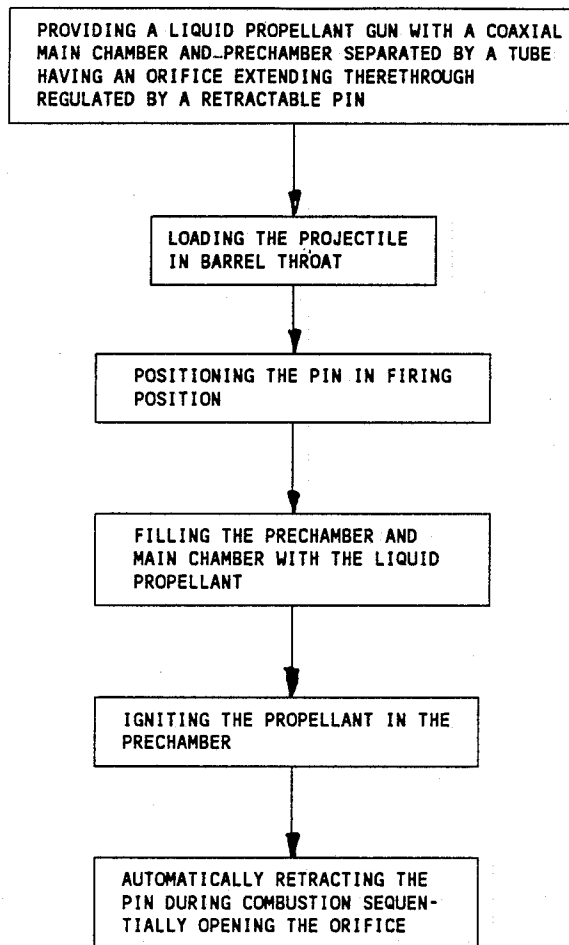 PROVIDING A LIQUID PROPELLANT GUN WITH A COAXIAL
MAIN CHAMBER AND-PRECHAMBER SEPARATED BY A TUBE
HAVING AN ORIFICE EXTENDING THERETHROUGH
REGULATED BY A RETRACTABLE PIN
LOADING THE PROJECTILE
IN BARREL THROAT
POSITIONING THE PIN IN FIRING
POSITION
FILLING THE PRECHAMBER AND
MAIN CHAMBER WITH THE LIQUID
PROPELLANT
IGNITING THE PROPELLANT IN THE
PRECHAMBER
AUTOMATICALLY RETRACTING THE
PIN DURING COMBUSTION SEQUEN-
TIALLY OPENING THE ORIFICE